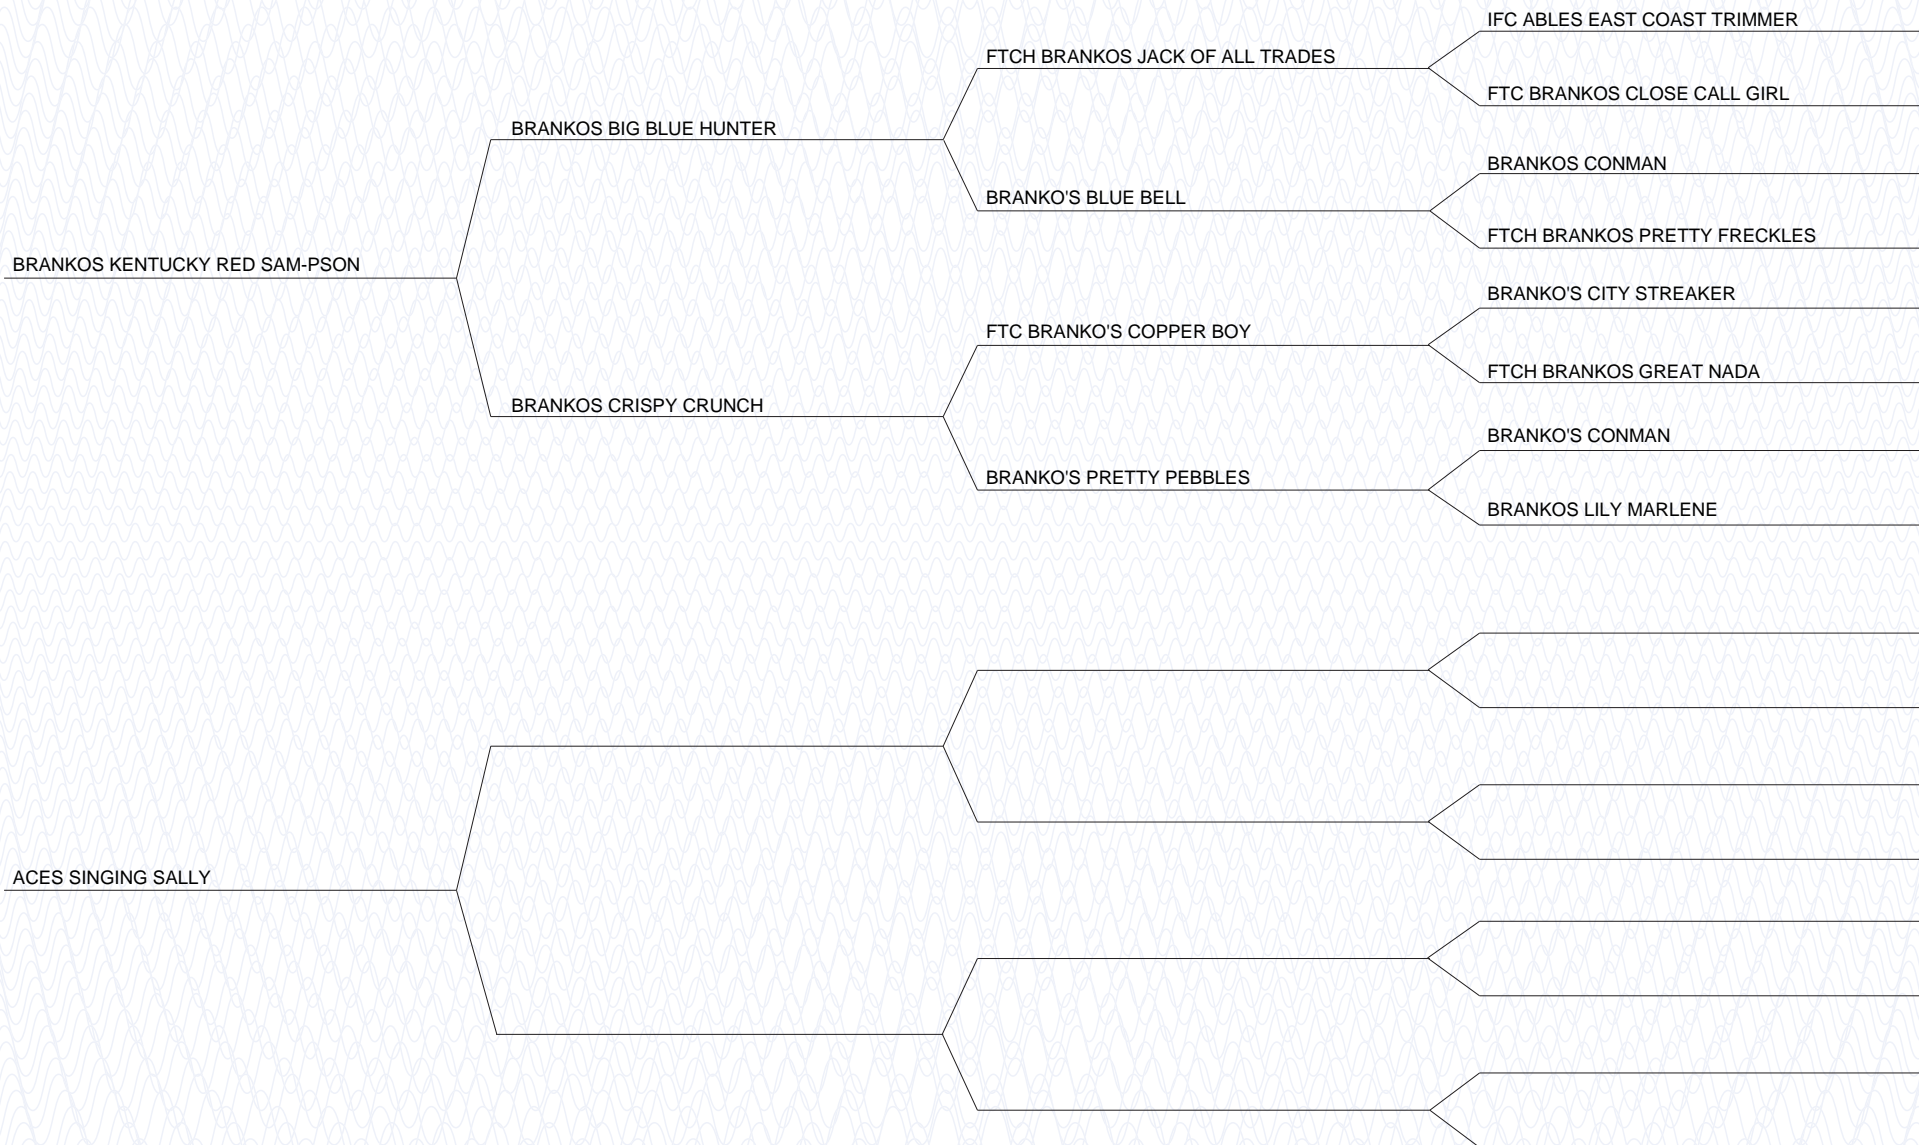 IFC ABLES EAST COAST TRIMMER
FTCH BRANKOS JACK OF ALL TRADES
FTC BRANKOS CLOSE CALL GIRL
BRANKOS BIG BLUE HUNTER
BRANKOS CONMAN
BRANKO'S BLUE BELL
FTCH BRANKOS PRETTY FRECKLES
BRANKOS KENTUCKY RED SAM-PSON
BRANKO'S CITY STREAKER
FTC BRANKO'S COPPER BOY
FTCH BRANKOS GREAT NADA
BRANKOS CRISPY CRUNCH
BRANKO'S CONMAN
BRANKO'S PRETTY PEBBLES
BRANKOS LILY MARLENE
ACES SINGING SALLY